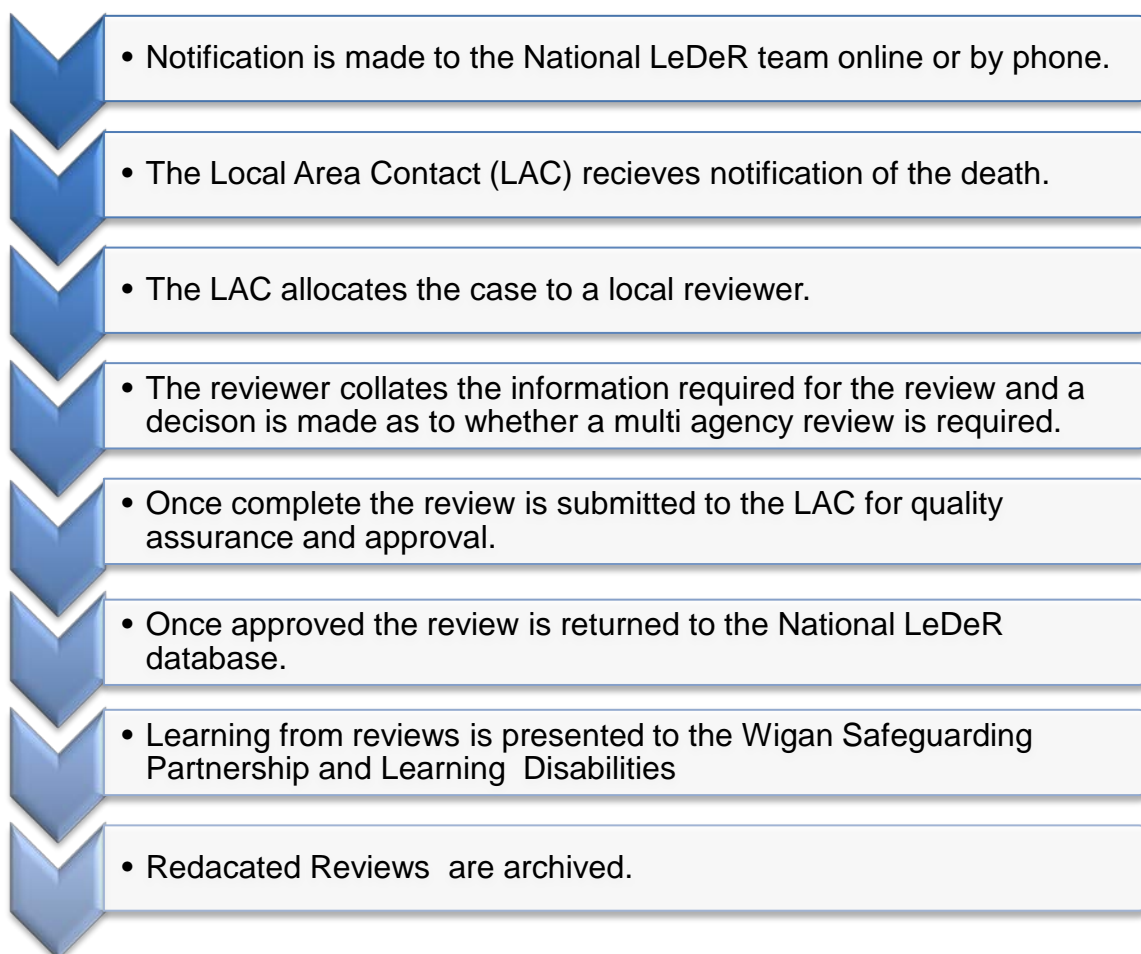 • Notification is made to the National LeDeR team online or by phone.
• The Local Area Contact (LAC) recieves notification of the death.
• The LAC allocates the case to a local reviewer.
• The reviewer collates the information required for the review and a
decison is made as to whether a multi agency review is required.
• Once complete the review is submitted to the LAC for quality
assurance and approval.
• Once approved the review is returned to the National LeDeR
database.
• Learning from reviews is presented to the Wigan Safeguarding
Partnership and Learning  Disabilities
• Redacated Reviews  are archived.